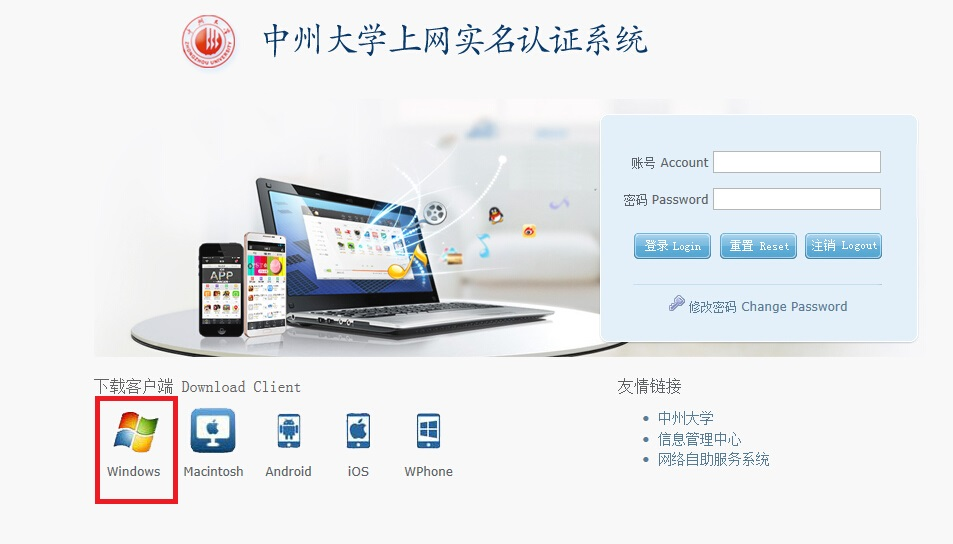 中州大学上网实名认证系统
账号 Account
密码 Password
登录 Login
重置 Reset
注销 Logout
修改密码 Change Password
APP
下载客户端 Download Client
Windows
Macintosh
Android
iOS
WPhone
友情链接
中州大学
信息管理中心
网络自助服务系统